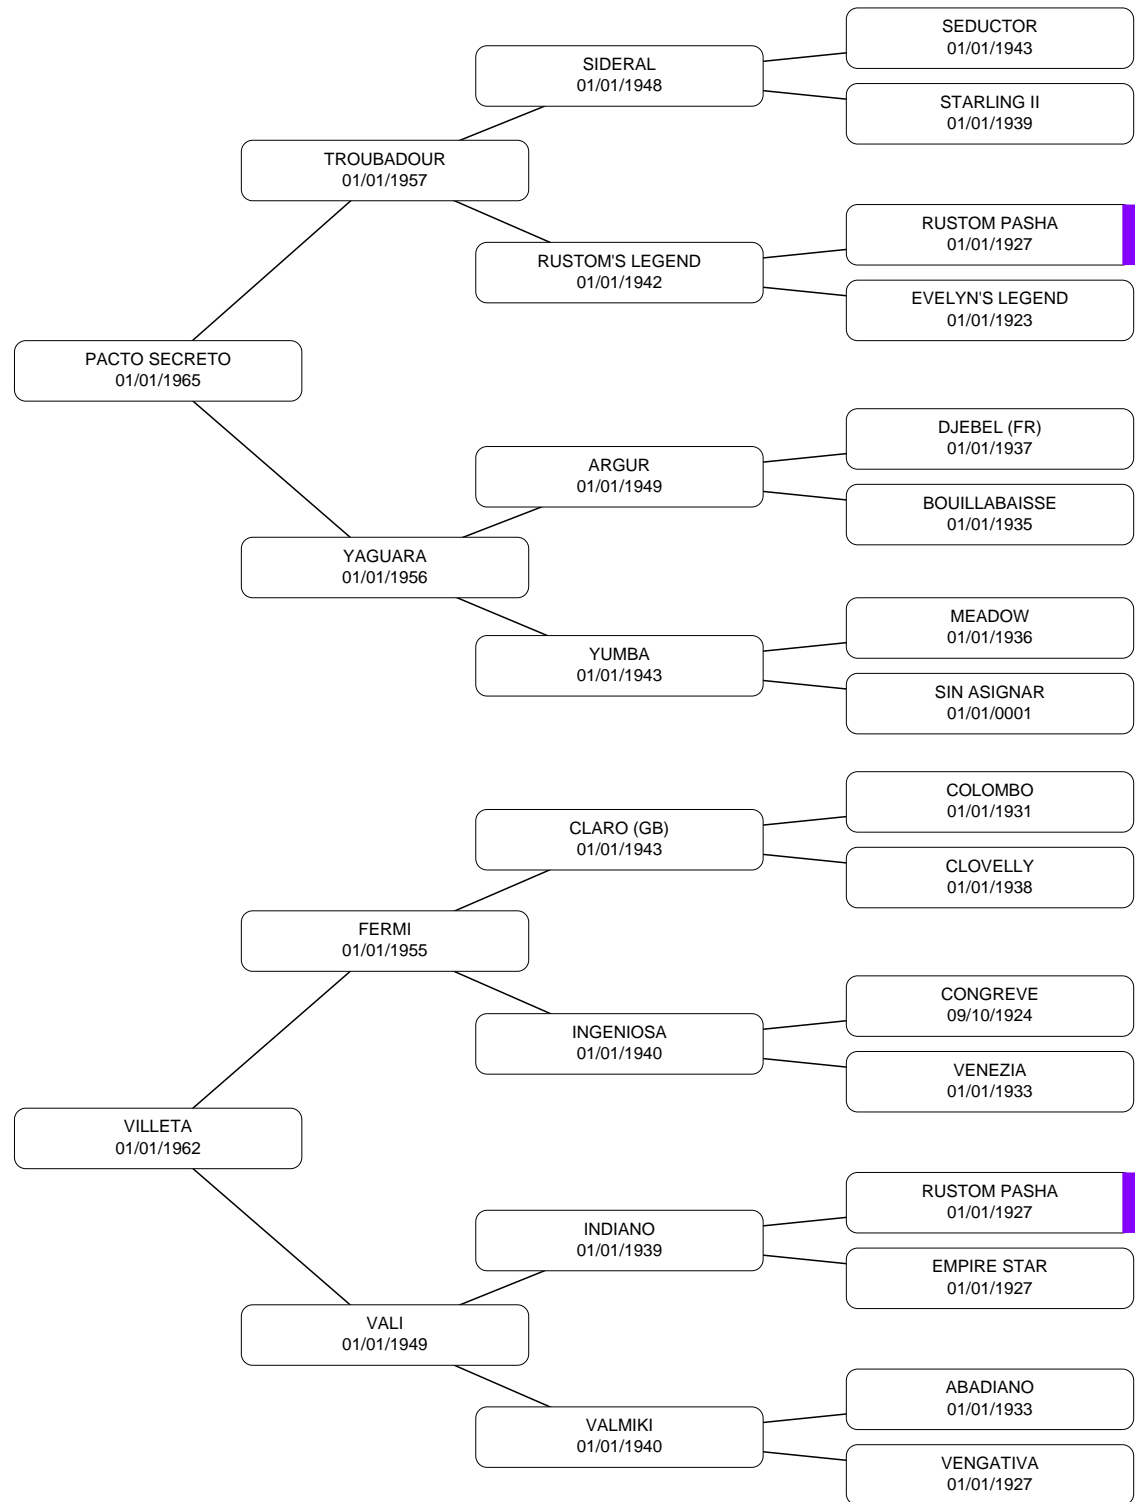 SEDUCTOR
01/01/1943
SIDERAL
01/01/1948
STARLING II
01/01/1939
TROUBADOUR
01/01/1957
RUSTOM PASHA
01/01/1927
RUSTOM'S LEGEND
01/01/1942
EVELYN'S LEGEND
01/01/1923
PACTO SECRETO
01/01/1965
DJEBEL (FR)
01/01/1937
ARGUR
01/01/1949
BOUILLABAISSE
01/01/1935
YAGUARA
01/01/1956
MEADOW
01/01/1936
YUMBA
01/01/1943
SIN ASIGNAR
01/01/0001
COLOMBO
01/01/1931
CLARO (GB)
01/01/1943
CLOVELLY
01/01/1938
FERMI
01/01/1955
CONGREVE
09/10/1924
INGENIOSA
01/01/1940
VENEZIA
01/01/1933
VILLETA
01/01/1962
RUSTOM PASHA
01/01/1927
INDIANO
01/01/1939
EMPIRE STAR
01/01/1927
VALI
01/01/1949
ABADIANO
01/01/1933
VALMIKI
01/01/1940
VENGATIVA
01/01/1927